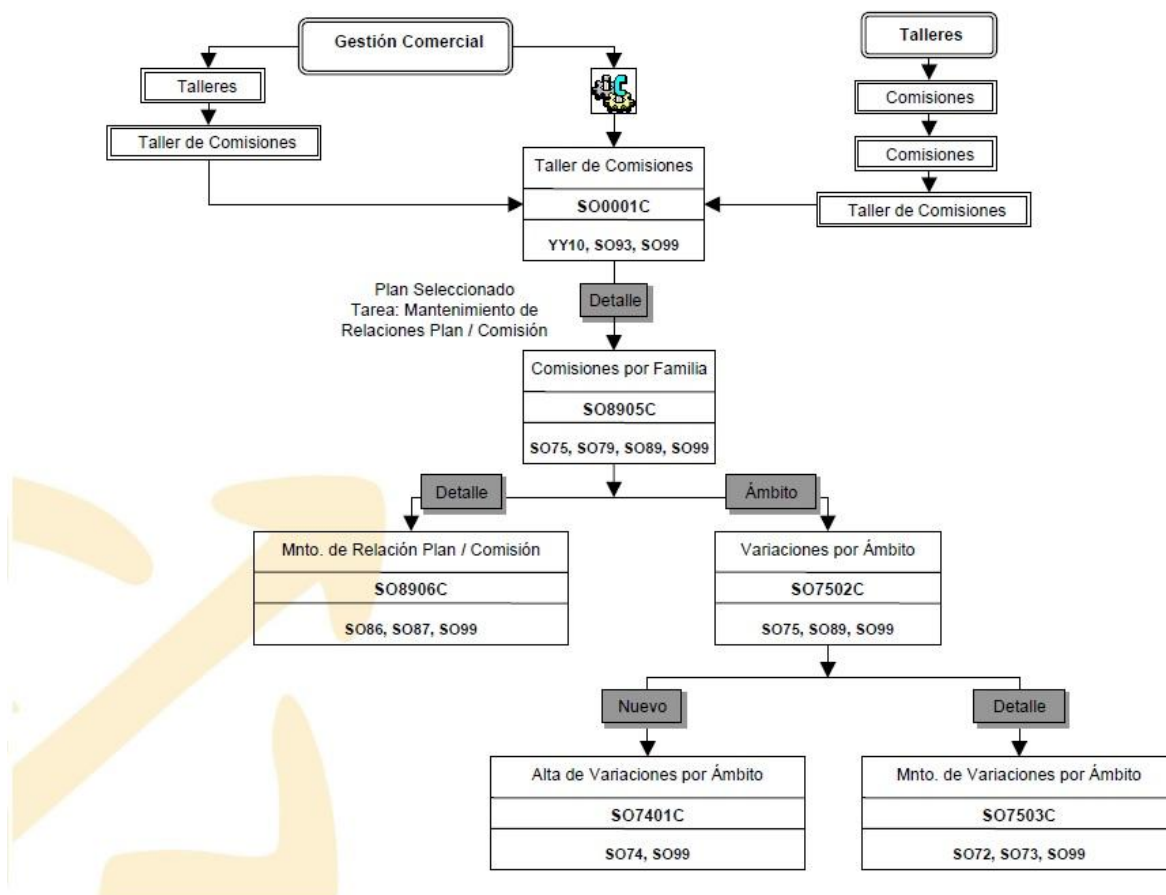 Gestión Comercial
Talleres
Taller de Comisiones
Talleres
Comisiones
Comisiones
Taller de Comisiones
Taller de Comisiones
SO0001C
YY10, SO93, SO99
Plan Seleccionado
Tarea: Mantenimiento de
Relaciones Plan / Comisión
Detalle
Comisiones por Familia
SO8905C
SO75, SO79, SO89, SO99
Detalle
Ámbito
Mnto. de Relación Plan / Comisión
SO8906C
SO86, SO87, SO99
Variaciones por Ámbito
SO7502C
SO75, SO89, SO99
Nuevo
Detalle
Alta de Variaciones por Ámbito
SO7401C
SO74, SO99
Mnto. de Variaciones por Ámbito
SO7503C
SO72, SO73, SO99